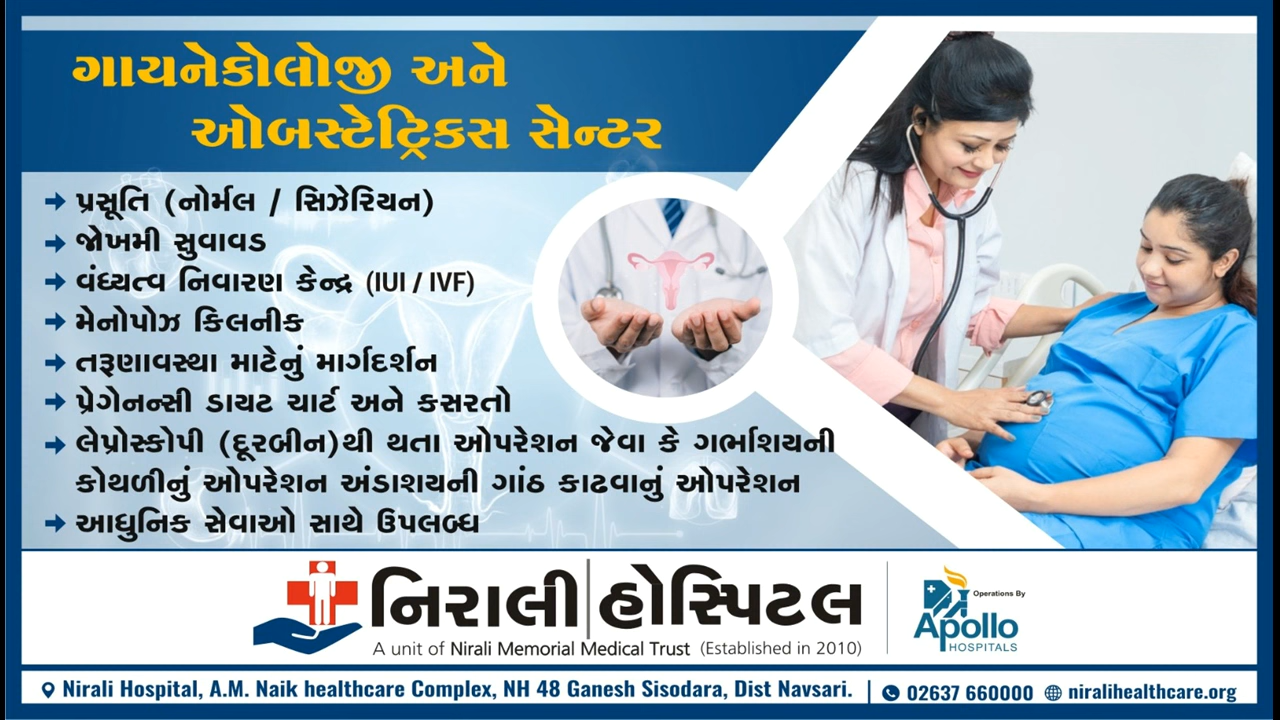 ગાયનેકોલોજી અને
ઓબસ્ટેટ્રિકસ સેન્ટર
પ્રસૂતિ (નોર્મલ / સિઝેરિયન)
જોખમી સુવાવડ
વંધ્યત્વ નિવારણ કેન્દ્ર (IUI / IVF)
મેનોપોઝ કિલનીક
તરૂણાવસ્થા માટેનું માર્ગદર્શન
પ્રેગેનન્સી ડાયટ ચાર્ટ અને કસરતો
લેપ્રોસ્કોપી (દૂરબીન)થી થતા ઓપરેશન જેવા કે ગર્ભાશયની
કોથળીનું ઓપરેશન અંડાશયની ગાંઠ કાઢવાનું ઓપરેશન
આધુનિક સેવાઓ સાથે ઉપલબ્ધ
નિરાલી હોસ્પિટલ
A unit of Nirali Memorial Medical Trust (Established in 2010)
Operations By
Apollo
HOSPITALS
Nirali Hospital, A.M. Naik healthcare Complex, NH 48 Ganesh Sisodara, Dist Navsari. | 02637 660000 niralihealthcare.org